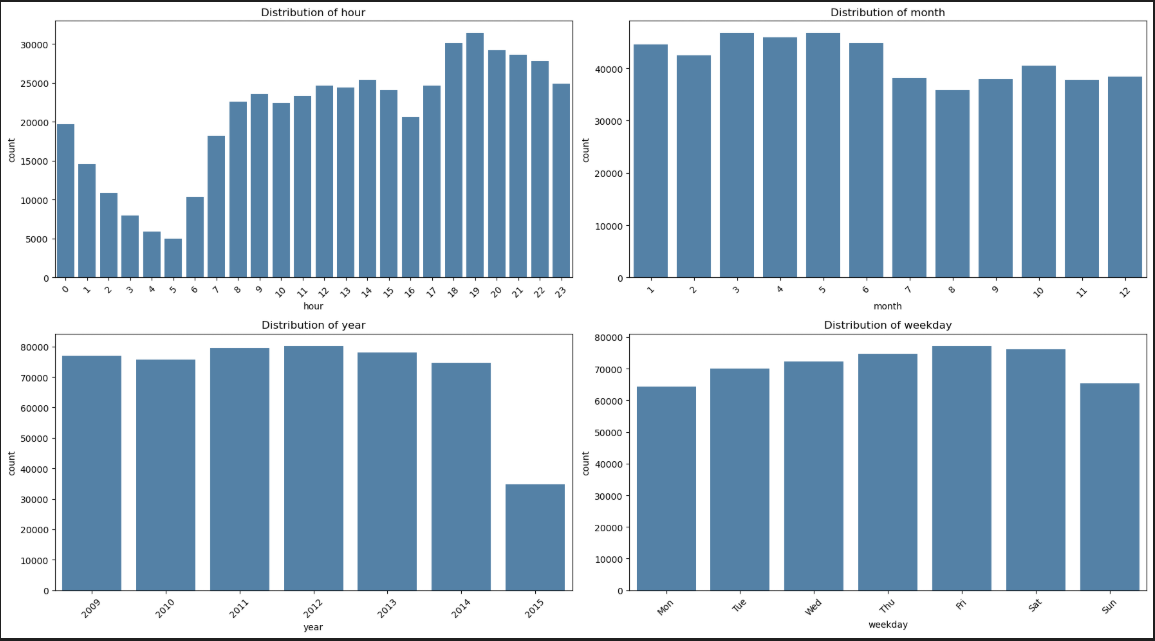 Distribution of hour
count
30000
25000
20000
15000
10000
5000
0
0 1 2 3 4 5 6 7 8 9 10 11 12 13 14 15 16 17 18 19 20 21 22 23
hour
Distribution of month
count
40000
30000
20000
10000
0
1 2 3 4 5 6 7 8 9 10 11 12
month
Distribution of year
count
80000
70000
60000
50000
40000
30000
20000
10000
0
2009 2010 2011 2012 2013 2014 2015
year
Distribution of weekday
count
80000
70000
60000
50000
40000
30000
20000
10000
0
Mon Tue Wed Thu Fri Sat Sun
weekday